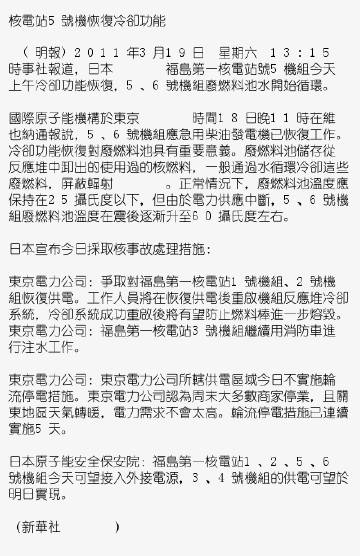 核電站5 號機恢復冷卻功能
(明報)2011年3月19日 星期六 13:15
時事社報道，日本 福島第一核電站號5 機組今天
上午冷卻功能恢復，5 、6 號機組廢燃料池水開始循環。
國際原子能機構於東京 時間18日晚11時在維
也納通報說，5 、6 號機組應急用柴油發電機已恢復工作。
冷卻功能恢復對廢燃料池具有重要意義。廢燃料池儲存從
反應堆中卸出的使用過的核燃料，一般通過水循環冷卻這些
廢燃料，屏蔽輻射 。正常情況下，廢燃料池溫度應
保持在25 攝氏度以下，但由於電力供應中斷，5 、6 號機
組廢燃料池溫度在震後逐漸升至60 攝氏度左右。
日本宣布今日採取核事故處理措施:
東京電力公司: 爭取對福島第一核電站1 號機組、2 號機
組恢復供電。工作人員將在恢復供電後重啟機組反應堆冷卻
系統，冷卻系統成功重啟後將有望防止燃料棒進一步熔毀。
東京電力公司: 福島第一核電站3 號機組繼續用消防車進
行注水工作。
東京電力公司: 東京電力公司所轄供電區域今日不實施輪
流停電措施。東京電力公司認為周末大多數商家停業，且關
東地區天氣轉暖，電力需求不會太高。輪流停電措施已連續
實施5 天。
日本原子能安全保安院: 福島第一核電站1 、2 、5 、6
號機組今天可望接入外接電源，3 、4 號機組的供電可望於
明日實現。
(新華社 )